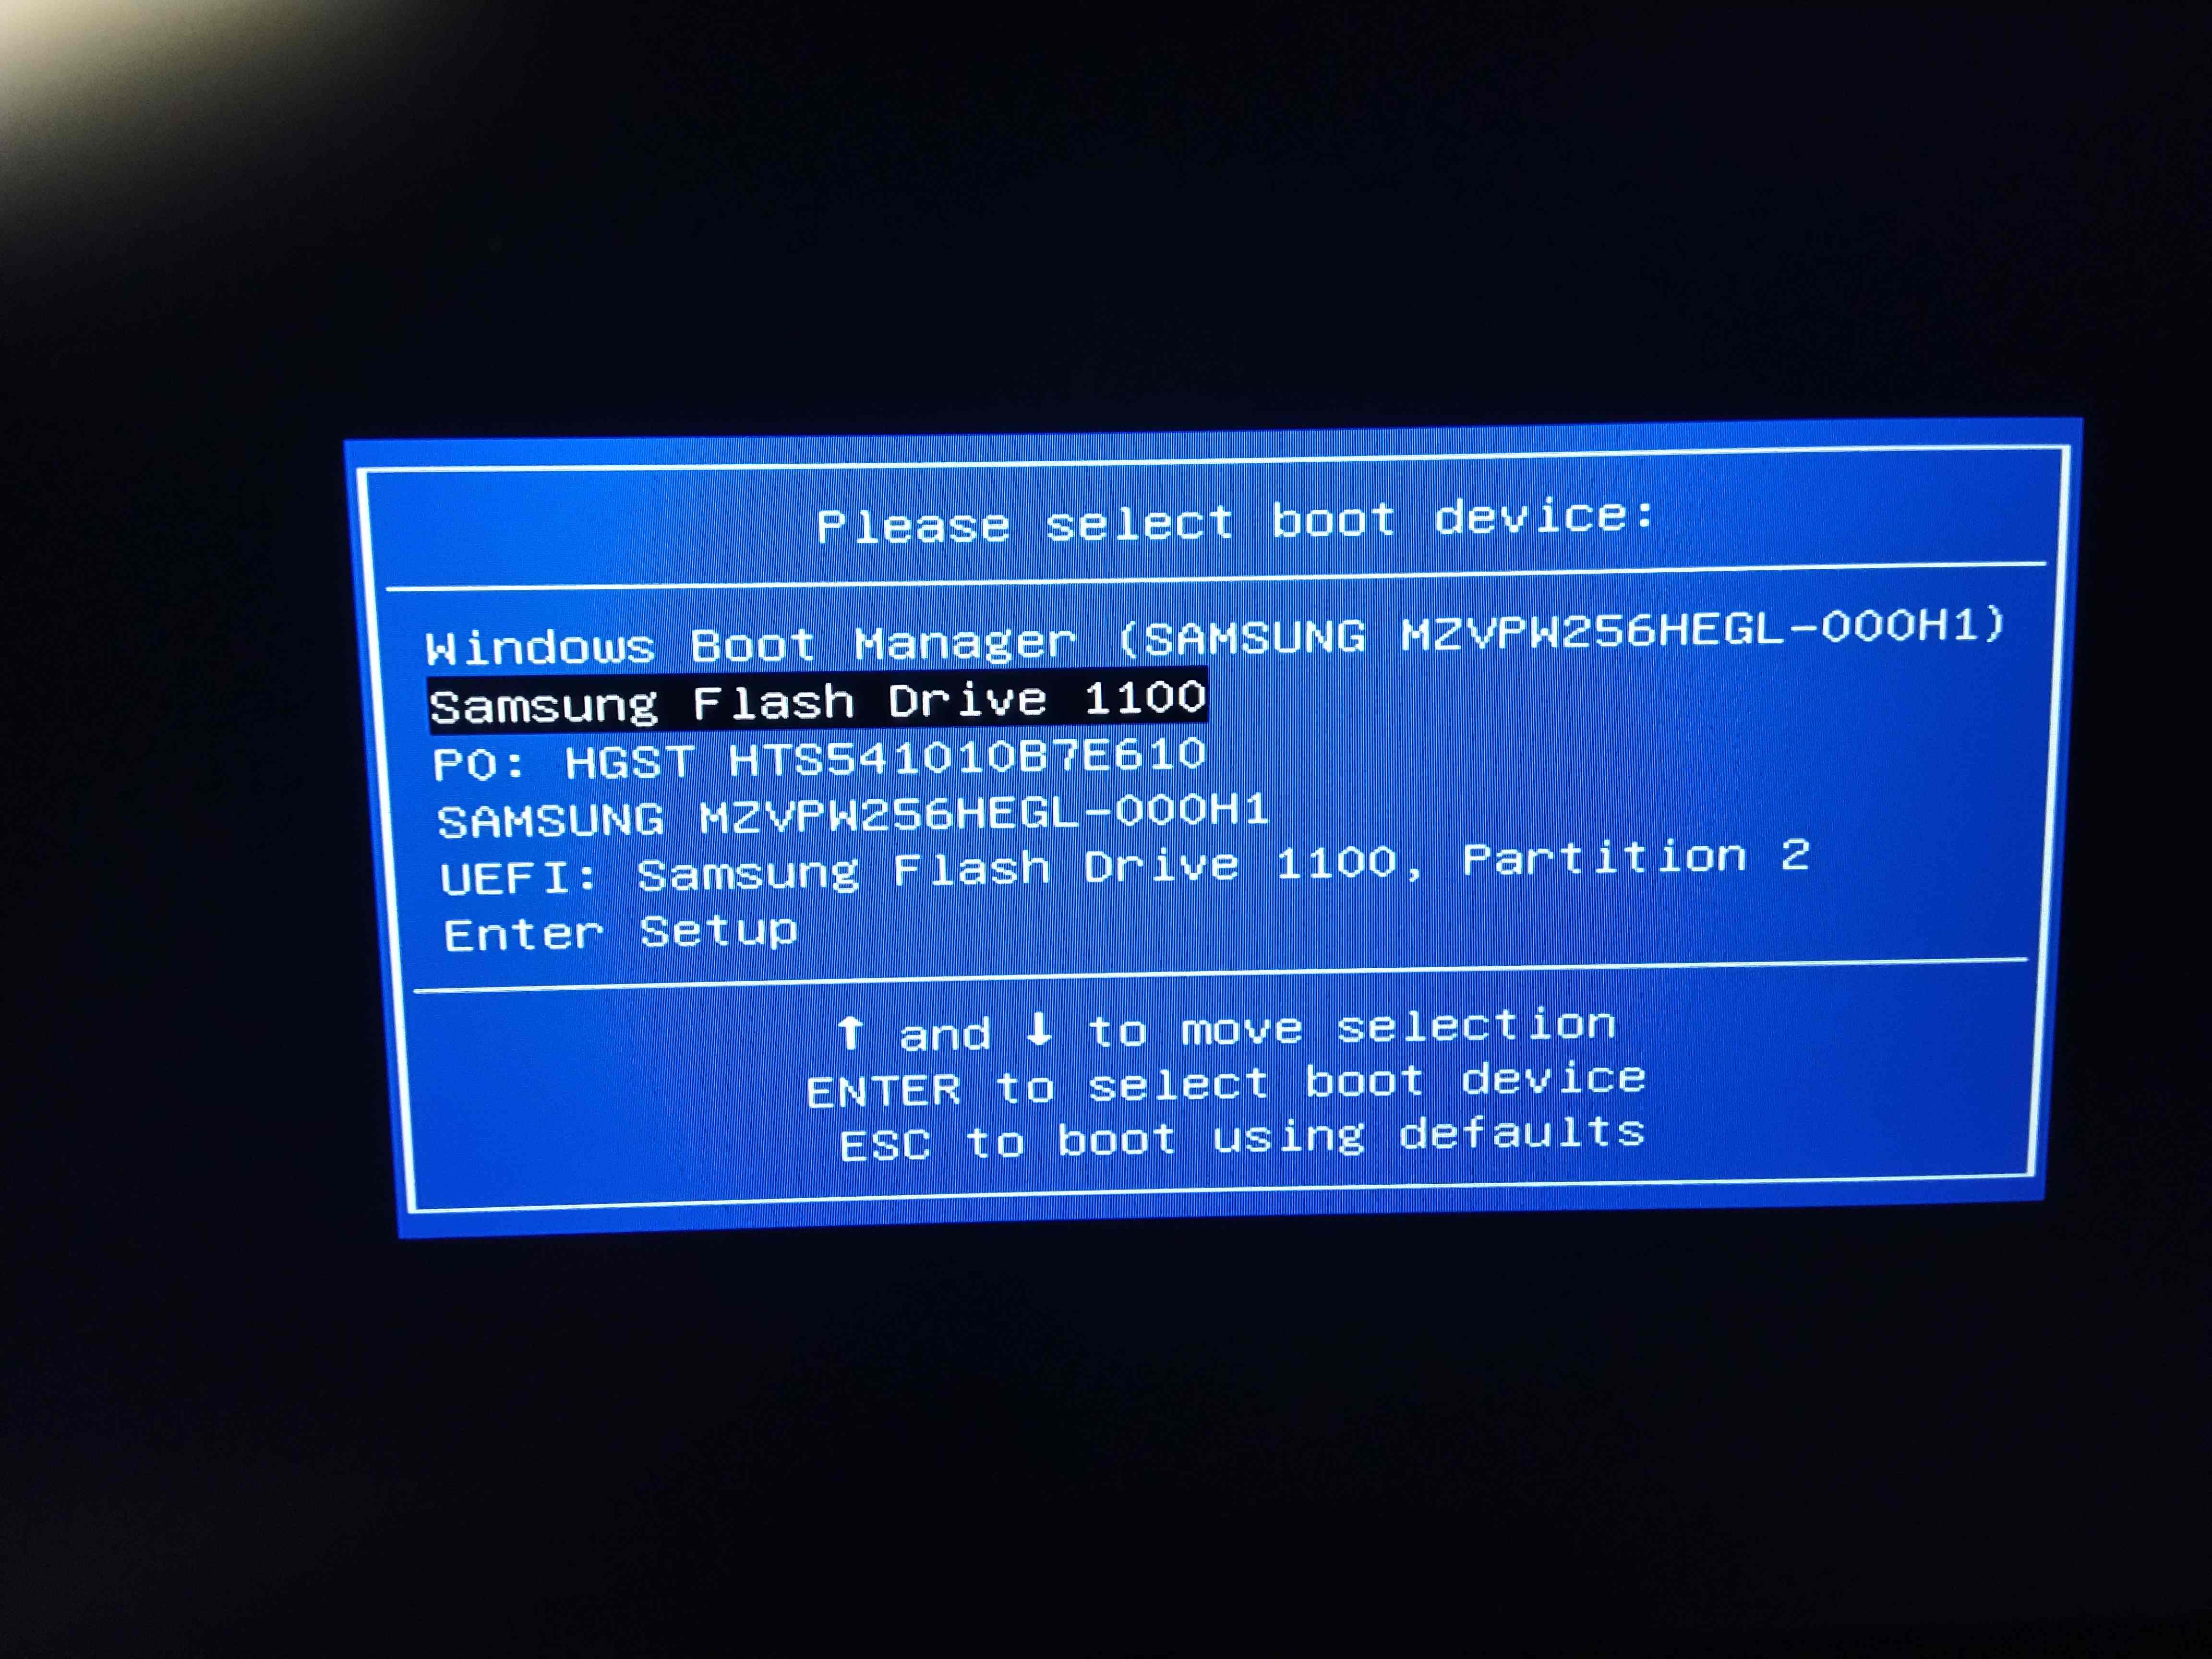 Please select boot device:
Windows Boot Manager (SAMSUNG MZVPW256HEGL-000H1)
Samsung Flash Drive 1100
P0: HGST HTS541010B7E610
SAMSUNG MZVPW256HEGL-000H1
UEFI: Samsung Flash Drive 1100, Partition 2
Enter Setup
↑ and ↓ to move selection
ENTER to select boot device
ESC to boot using defaults